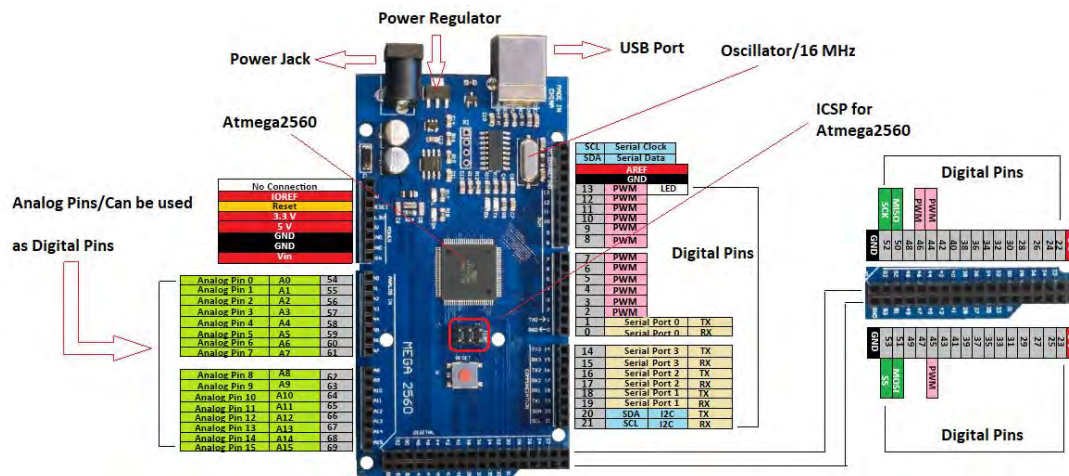 Power Regulator
Power Jack
USB Port
Oscillator/16 MHz
Atmega2560
ICSP for
Atmega2560
Analog Pins/Can be used
as Digital Pins
No Connection
IOREF
Reset
3.3 V
5 V
GND
GND
Vin
Analog Pin 0 A0 54
Analog Pin 1 A1 55
Analog Pin 2 A2 56
Analog Pin 3 A3 57
Analog Pin 4 A4 58
Analog Pin 5 A5 59
Analog Pin 6 A6 60
Analog Pin 7 A7 61
Analog Pin 8 A8 62
Analog Pin 9 A9 63
Analog Pin 10 A10 64
Analog Pin 11 A11 65
Analog Pin 12 A12 66
Analog Pin 13 A13 67
Analog Pin 14 A14 68
Analog Pin 15 A15 69
MADE IN
CHINA
MEGA 2560
RESET
ANALOG IN
COMMUNICATION
DIGITAL
SCL Serial Clock
SDA Serial Data
AREF
GND
13 PWM LED
12 PWM
11 PWM
10 PWM
9 PWM
8 PWM
7 PWM
6 PWM
5 PWM
4 PWM
3 PWM
2 PWM
1 Serial Port 0 TX
0 Serial Port 0 RX
14 Serial Port 3 TX
15 Serial Port 3 RX
16 Serial Port 2 TX
17 Serial Port 2 RX
18 Serial Port 1 TX
19 Serial Port 1 RX
20 SDA I2C TX
21 SCL I2C RX
Digital Pins
Digital Pins
SCK MISO PWM PWM
GND 52 50 48 46 44 42 40 38 36 34 32 30 28 26 24 22
GND 53 51 49 47 45 43 41 39 37 35 33 31 29 27 25 23
SS MOSI PWM
Digital Pins